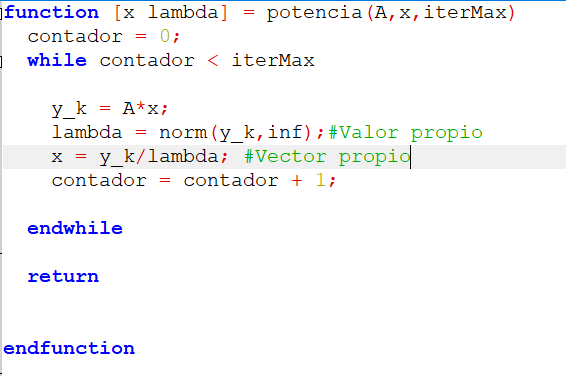 function [x lambda] = potencia(A,x,iterMax)
contador = 0;
while contador < iterMax
y_k = A*x;
lambda = norm(y_k,inf);#Valor propio
x = y_k/lambda; #Vector propio
contador = contador + 1;
endwhile
return
endfunction